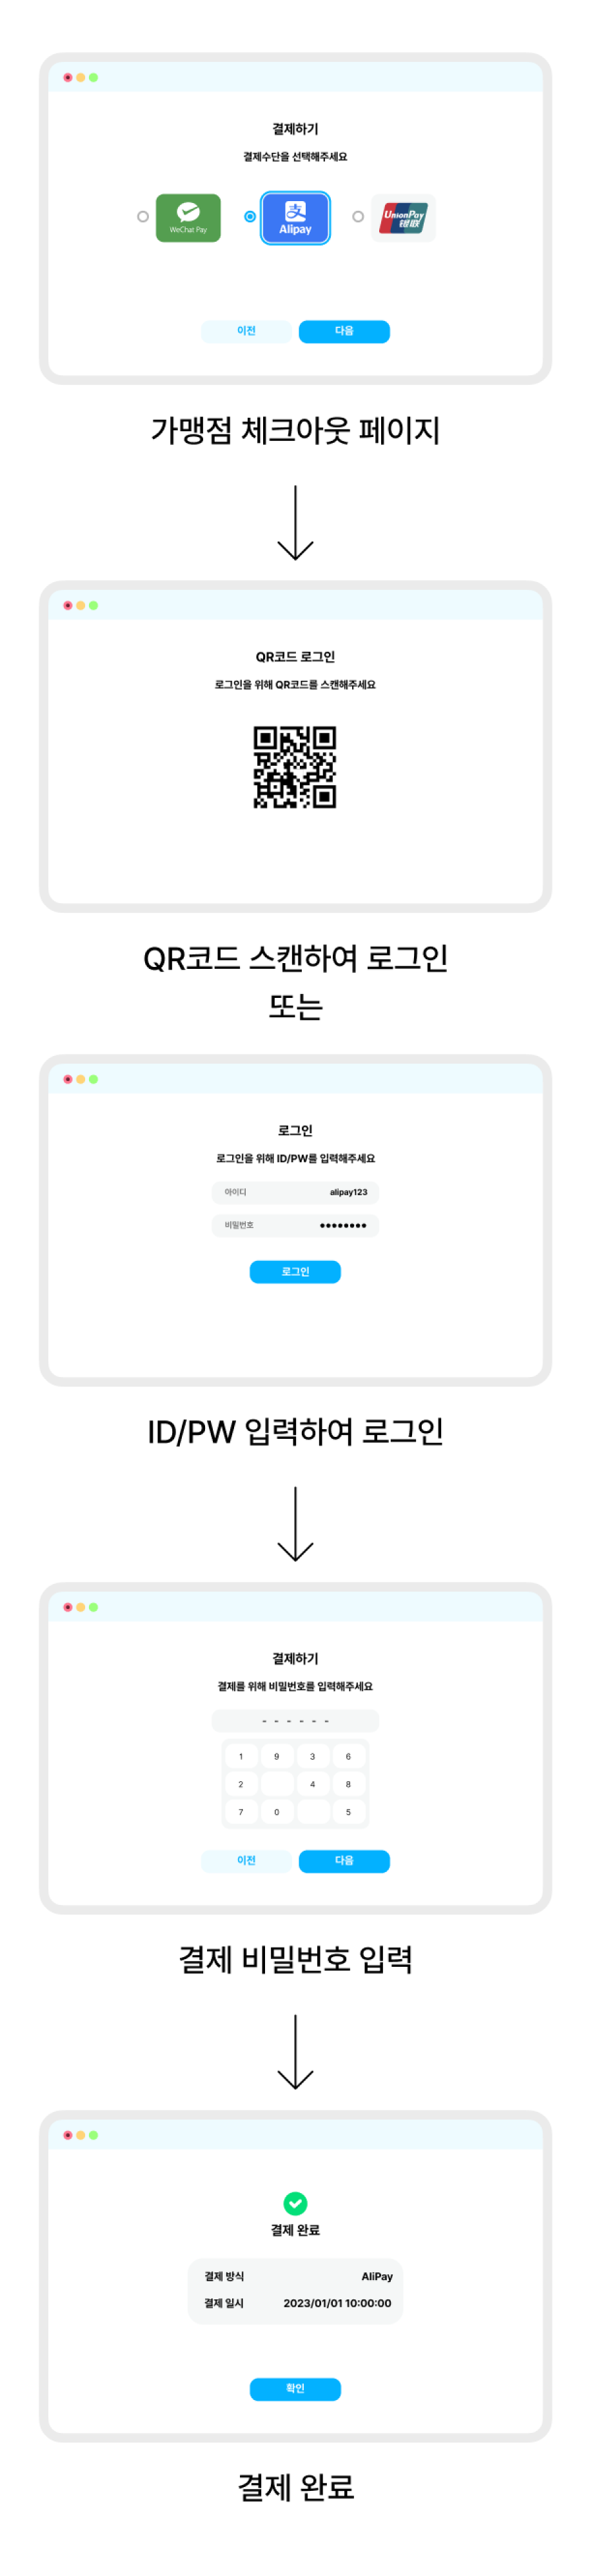 결제하기
결제수단을 선택해주세요
WeChat Pay
支
Alipay
UnionPay
银联
이전 다음
가맹점 체크아웃 페이지
QR코드 로그인
로그인을 위해 QR코드를 스캔해주세요
QR코드 스캔하여 로그인
또는
로그인
로그인을 위해 ID/PW를 입력해주세요
아이디 alipay123
비밀번호 ●●●●●●●●
로그인
ID/PW 입력하여 로그인
결제하기
결제를 위해 비밀번호를 입력해주세요
- - - - - -
1 9 3 6
2 4 8
7 0 5
이전 다음
결제 비밀번호 입력
결제 완료
결제 방식 AliPay
결제 일시 2023/01/01 10:00:00
확인
결제 완료